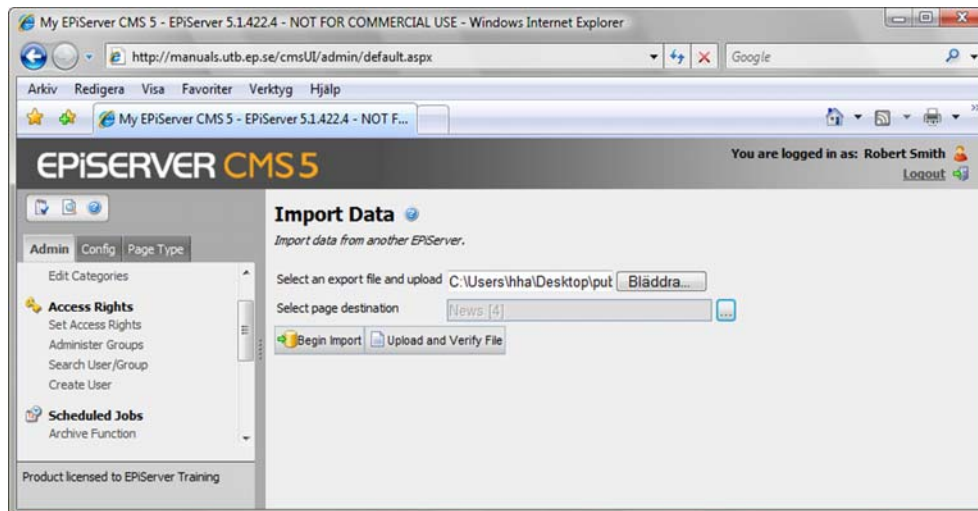 My EPiServer CMS 5 - EPiServer 5.1.422.4 - NOT FOR COMMERCIAL USE - Windows Internet Explorer
http://manuals.utb.ep.se/cmsUI/admin/default.aspx
Google
Arkiv Redigera Visa Favoriter Verktyg Hjälp
My EPiServer CMS 5 - EPiServer 5.1.422.4 - NOT F...
EPiSERVER CMS 5
You are logged in as: Robert Smith
Logout
Admin Config Page Type
Edit Categories
Access Rights
Set Access Rights
Administer Groups
Search User/Group
Create User
Scheduled Jobs
Archive Function
Product licensed to EPiServer Training
Import Data
Import data from another EPiServer.
Select an export file and upload C:\Users\hha\Desktop\put Bläddra...
Select page destination News [4] ...
Begin Import Upload and Verify File